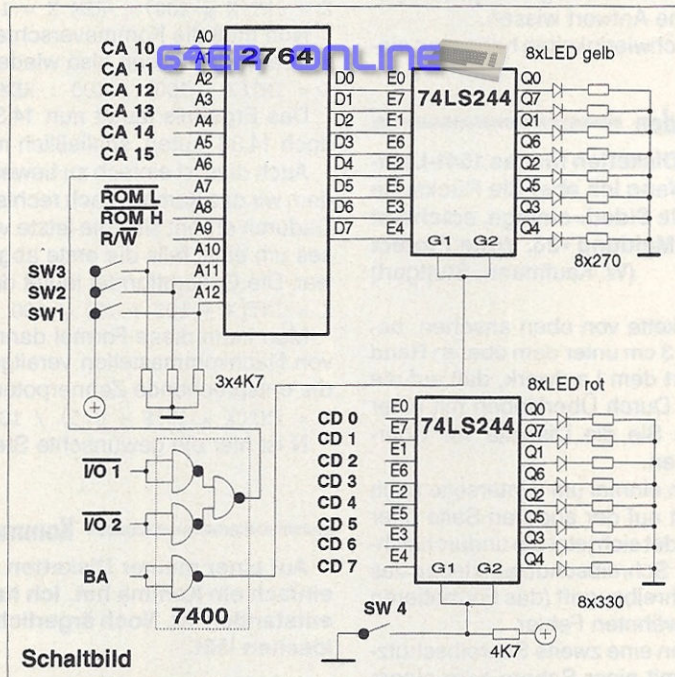 CA 10
CA 11
CA 12
CA 13
CA 14
CA 15
ROM L
ROM H
R/W̅
SW3
SW2
SW1
A0
A1
A2
A3
A4
A5
A6
A7
A8
A9
A10
A11
A12
2764
64ER ONLINE
D0
D1
D2
D3
D4
D5
D6
D7
E0
E7
E1
E6
E2
E5
E3
E4
74LS244
G1 G2
Q0
Q7
Q1
Q6
Q2
Q5
Q3
Q4
8xLED gelb
8x270
3x4K7
I/O 1
I/O 2
BA
7400
CD 0
CD 1
CD 2
CD 3
CD 4
CD 5
CD 6
CD 7
E0
E7
E1
E6
E2
E5
E3
E4
74LS244
G1 G2
Q0
Q7
Q1
Q6
Q2
Q5
Q3
Q4
8xLED rot
8x330
SW 4
4K7
Schaltbild